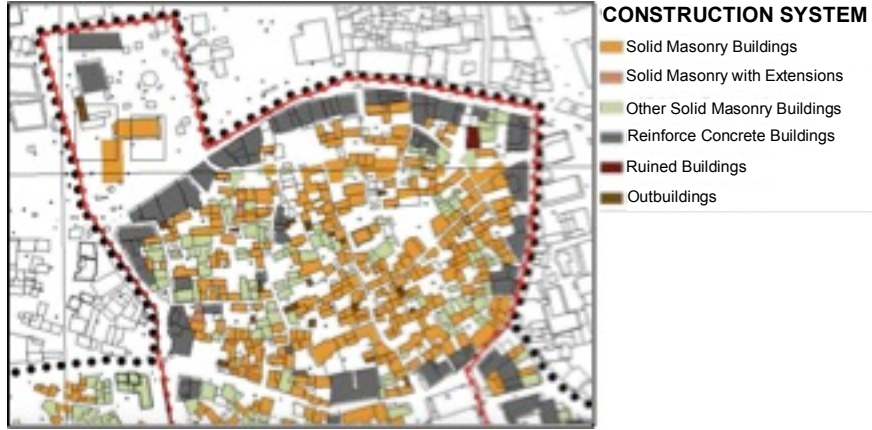 CONSTRUCTION SYSTEM
Solid Masonry Buildings
Solid Masonry with Extensions
Other Solid Masonry Buildings
Reinforce Concrete Buildings
Ruined Buildings
Outbuildings